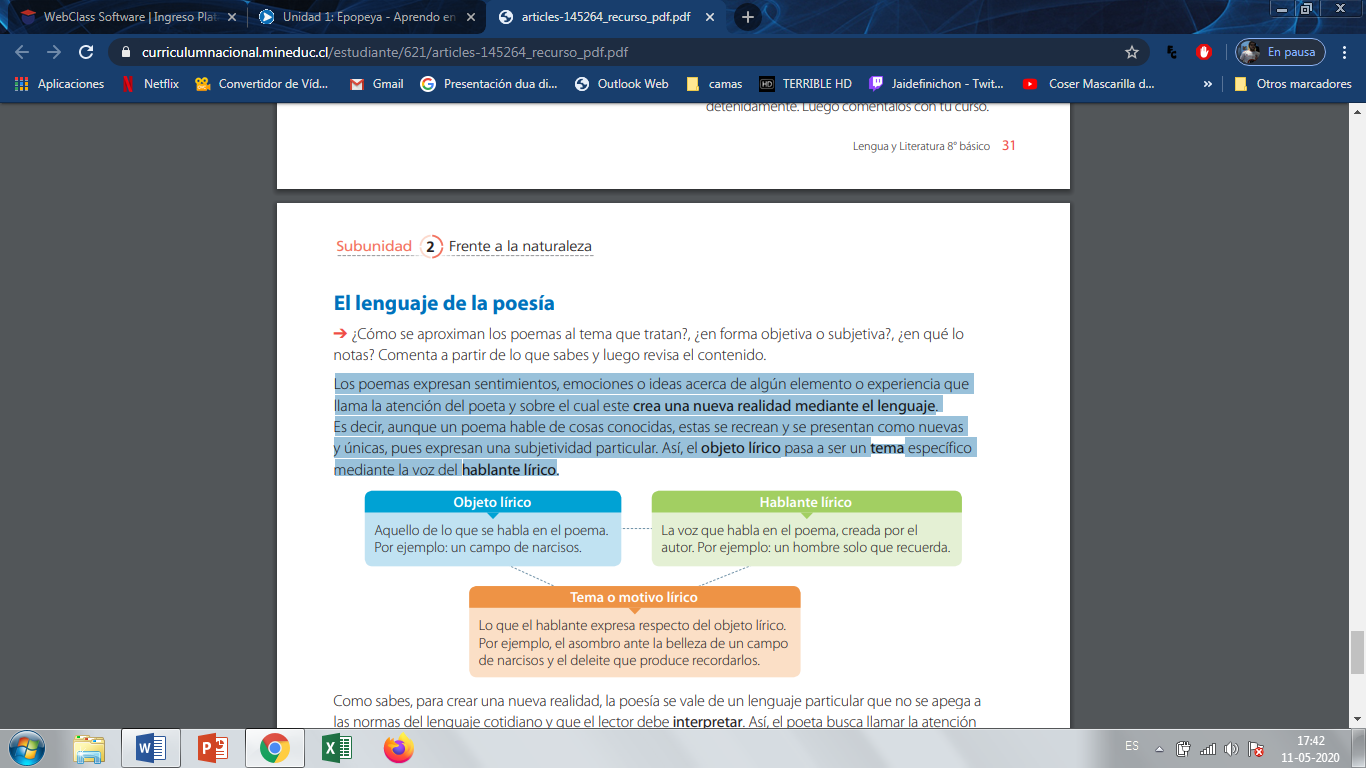 WebClass Software | Ingreso Plat
Unidad 1: Epopeya - Aprendo en
articles-145264_recurso_pdf.pdf
curriculumnacional.mineduc.cl/estudiante/621/articles-145264_recurso_pdf.pdf
En pausa
Aplicaciones
Netflix
Convertidor de Víd...
Gmail
Presentación dua di...
Outlook Web
camas
HD
TERRIBLE HD
Jaidefinichon - Twit...
Coser Mascarilla d...
»
Otros marcadores
detenidamente. Luego coméntalos con tu curso.
Lengua y Literatura 8° básico 31
Subunidad 2 Frente a la naturaleza
El lenguaje de la poesía
➔ ¿Cómo se aproximan los poemas al tema que tratan?, ¿en forma objetiva o subjetiva?, ¿en qué lo
notas? Comenta a partir de lo que sabes y luego revisa el contenido.
Los poemas expresan sentimientos, emociones o ideas acerca de algún elemento o experiencia que
llama la atención del poeta y sobre el cual este crea una nueva realidad mediante el lenguaje.
Es decir, aunque un poema hable de cosas conocidas, estas se recrean y se presentan como nuevas
y únicas, pues expresan una subjetividad particular. Así, el objeto lírico pasa a ser un tema específico
mediante la voz del hablante lírico.
Objeto lírico
Aquello de lo que se habla en el poema.
Por ejemplo: un campo de narcisos.
Hablante lírico
La voz que habla en el poema, creada por el
autor. Por ejemplo: un hombre solo que recuerda.
Tema o motivo lírico
Lo que el hablante expresa respecto del objeto lírico.
Por ejemplo, el asombro ante la belleza de un campo
de narcisos y el deleite que produce recordarlos.
Como sabes, para crear una nueva realidad, la poesía se vale de un lenguaje particular que no se apega a
las normas del lenguaje cotidiano y que el lector debe interpretar. Así, el poeta busca llamar la atención
ES
17:42
11-05-2020